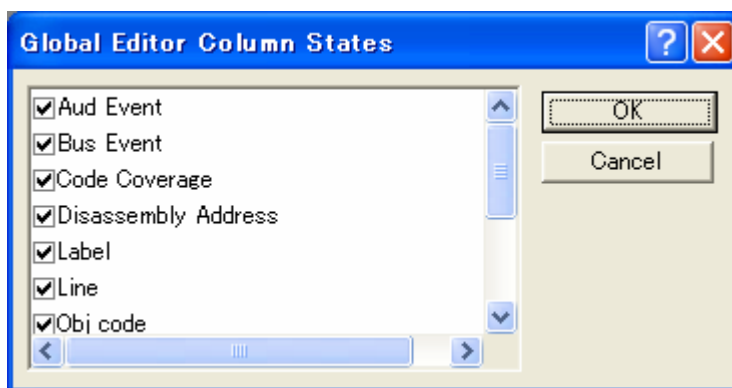 Global Editor Column States
Aud Event
Bus Event
Code Coverage
Disassembly Address
Label
Line
Obj code
OK
Cancel